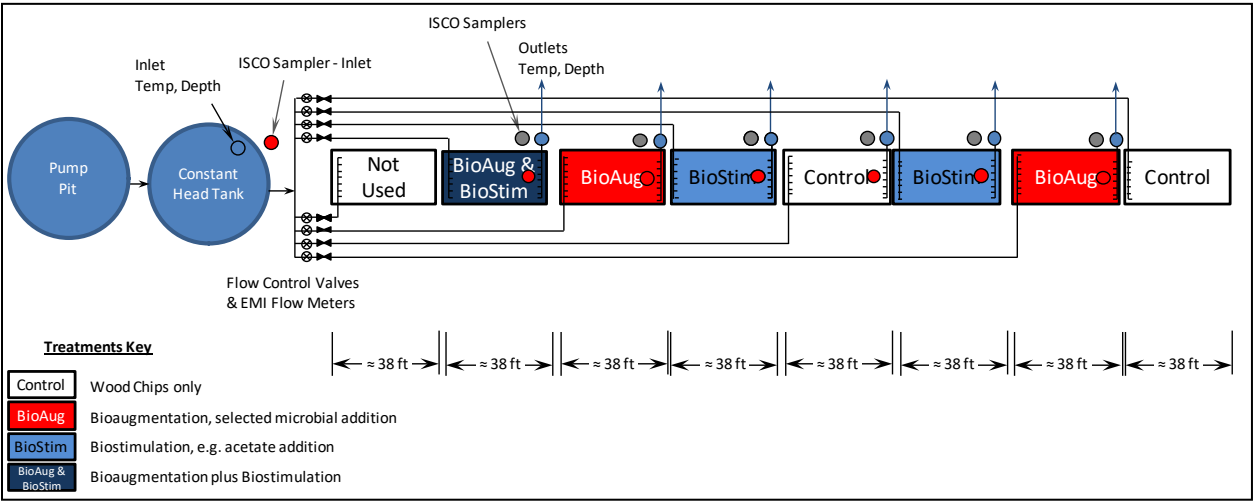 ISCO Samplers
Outlets
Temp, Depth
Inlet
Temp, Depth
ISCO Sampler - Inlet
Pump
Pit
Constant
Head Tank
Not
Used
BioAug &
BioStim
BioAug
BioStim
Control
BioStim
BioAug
Control
Flow Control Valves
& EMI Flow Meters
≈ 38 ft
≈ 38 ft
≈ 38 ft
≈ 38 ft
≈ 38 ft
≈ 38 ft
≈ 38 ft
≈ 38 ft
Treatments Key
Control
Wood Chips only
BioAug
Bioaugmentation, selected microbial addition
BioStim
Biostimulation, e.g. acetate addition
BioAug &
BioStim
Bioaugmentation plus Biostimulation